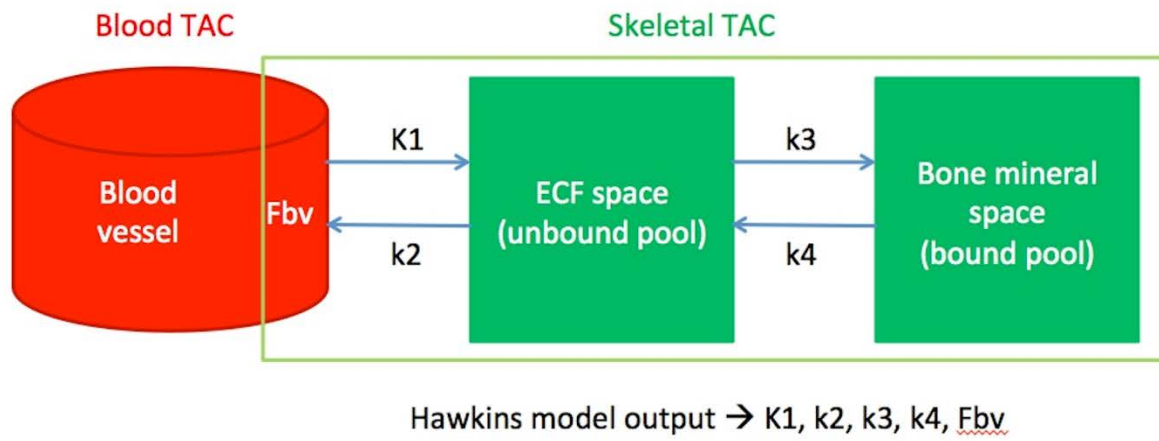 Blood TAC
Skeletal TAC
Blood
vessel
Fbv
K1
k2
ECF space
(unbound pool)
k3
k4
Bone mineral
space
(bound pool)
Hawkins model output → K1, k2, k3, k4, Fbv